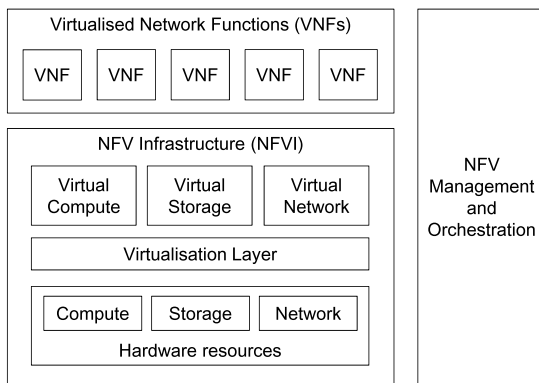 Virtualised Network Functions (VNFs)
VNF VNF VNF VNF VNF
NFV Infrastructure (NFVI)
Virtual Compute
Virtual Storage
Virtual Network
Virtualisation Layer
Compute Storage Network
Hardware resources
NFV
Management
and
Orchestration